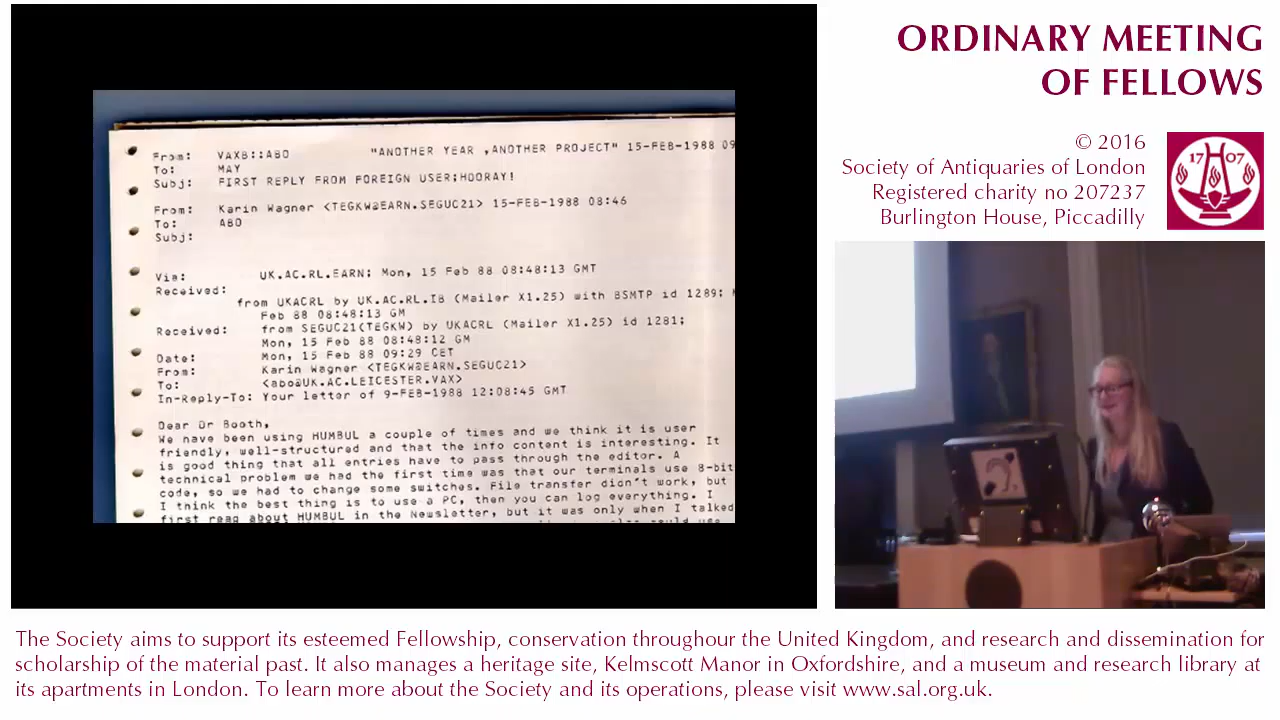 ORDINARY MEETING
OF FELLOWS
© 2016
Society of Antiquaries of London
Registered charity no 207237
Burlington House, Piccadilly
17 07
From: VAXB::ABO "ANOTHER YEAR ,ANOTHER PROJECT" 15-FEB-1988 09
To: MAY
Subj: FIRST REPLY FROM FOREIGN USER;HOORAY!
From: Karin Wagner <TEGKW@EARN.SEGUC21> 15-FEB-1988 08:46
To: ABO
Subj:
Via: UK.AC.RL.EARN; Mon, 15 Feb 88 08:48:13 GMT
Received:
from UKACRL by UK.AC.RL.IB (Mailer X1.25) with BSMTP id 1289; M
Feb 88 08:48:13 GM
Received: from SEGUC21(TEGKW) by UKACRL (Mailer X1.25) id 1281;
Mon, 15 Feb 88 08:48:12 GM
Date: Mon, 15 Feb 88 09:29 CET
From: Karin Wagner <TEGKW@EARN.SEGUC21>
To: <abo@UK.AC.LEICESTER.VAX>
In-Reply-To: Your letter of 9-FEB-1988 12:08:45 GMT
Dear Dr Booth,
We have been using HUMBUL a couple of times and we think it is user
friendly, well-structured and that the info content is interesting. It
is good thing that all entries have to pass through the editor. A
technical problem we had the first time was that our terminals use 8-bit
code, so we had to change some switches. File transfer didn't work, but
I think the best thing is to use a PC, then you can log everything. I
first read about HUMBUL in the Newsletter, but it was only when I talked
The Society aims to support its esteemed Fellowship, conservation throughour the United Kingdom, and research and dissemination for
scholarship of the material past. It also manages a heritage site, Kelmscott Manor in Oxfordshire, and a museum and research library at
its apartments in London. To learn more about the Society and its operations, please visit www.sal.org.uk.